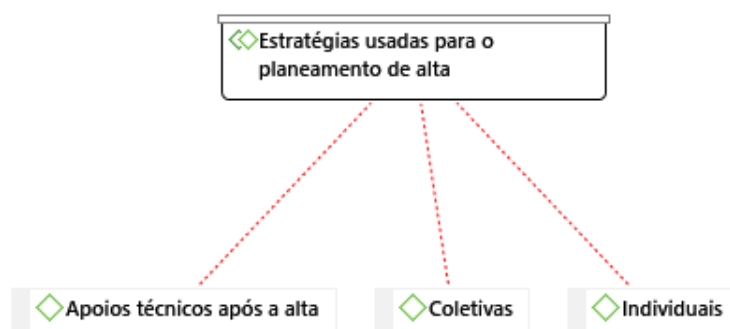 Estratégias usadas para o
planeamento de alta
Apoios técnicos após a alta
Coletivas
Individuais